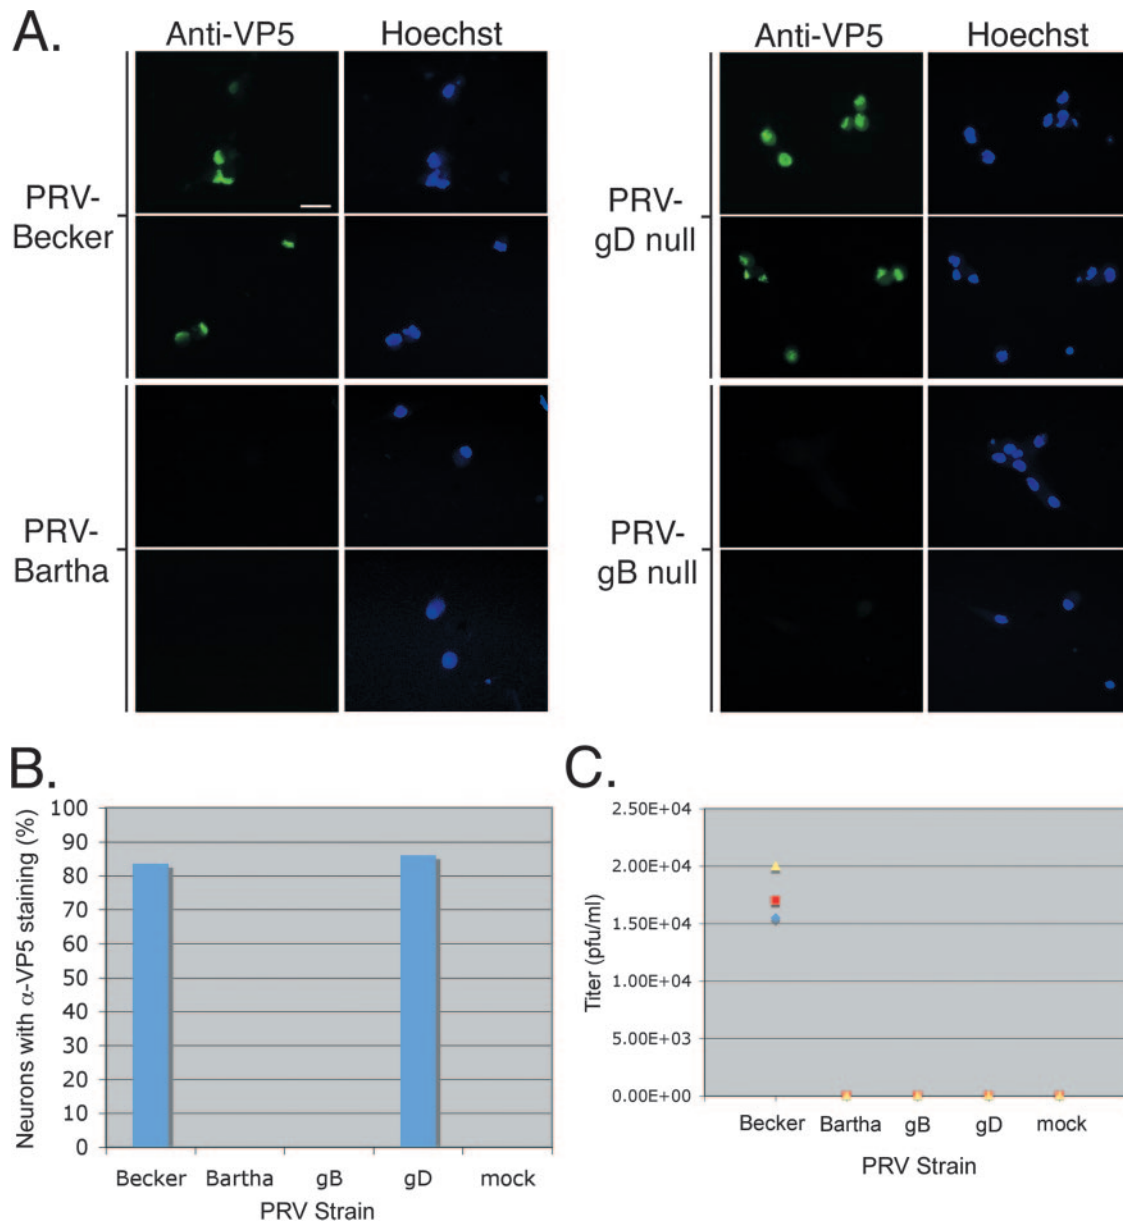 A.
Anti-VP5 Hoechst
Anti-VP5 Hoechst
PRV-
Becker
PRV-
gD null
PRV-
Bartha
PRV-
gB null
B.
Neurons with α-VP5 staining (%)
100
90
80
70
60
50
40
30
20
10
0
Becker Bartha gB gD mock
PRV Strain
C.
Titer (pfu/ml)
2.50E+04
2.00E+04
1.50E+04
1.00E+04
5.00E+03
0.00E+00
Becker Bartha gB gD mock
PRV Strain